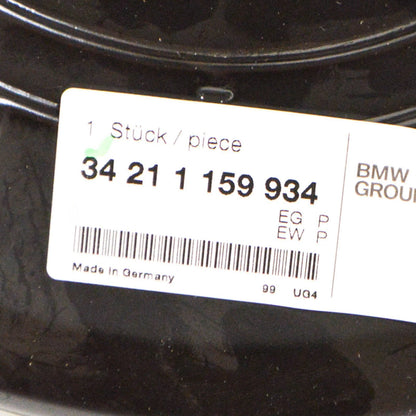 1 Stück / piece
34 21 1 159 934
EG P
EW P
Made in Germany
99 UG4
BMW
GROUP